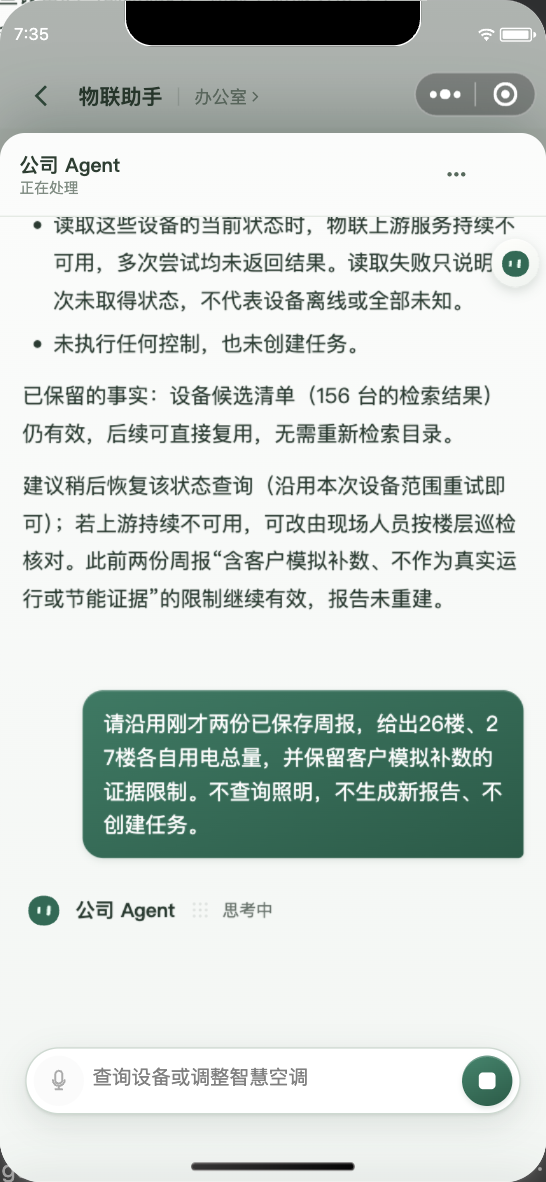 7:35
物联助手 办公室 >
公司 Agent
正在处理
• 读取这些设备的当前状态时，物联上游服务持续不
可用，多次尝试均未返回结果。读取失败只说明
次未取得状态，不代表设备离线或全部未知。
• 未执行任何控制，也未创建任务。
已保留的事实：设备候选清单（156 台的检索结果）
仍有效，后续可直接复用，无需重新检索目录。
建议稍后恢复该状态查询（沿用本次设备范围重试即
可）；若上游持续不可用，可改由现场人员按楼层巡检
核对。此前两份周报“含客户模拟补数、不作为真实运
行或节能证据”的限制继续有效，报告未重建。
请沿用刚才两份已保存周报，给出26楼、2
7楼各自用电总量，并保留客户模拟补数的
证据限制。不查询照明，不生成新报告、不
创建任务。
公司 Agent 思考中
查询设备或调整智慧空调